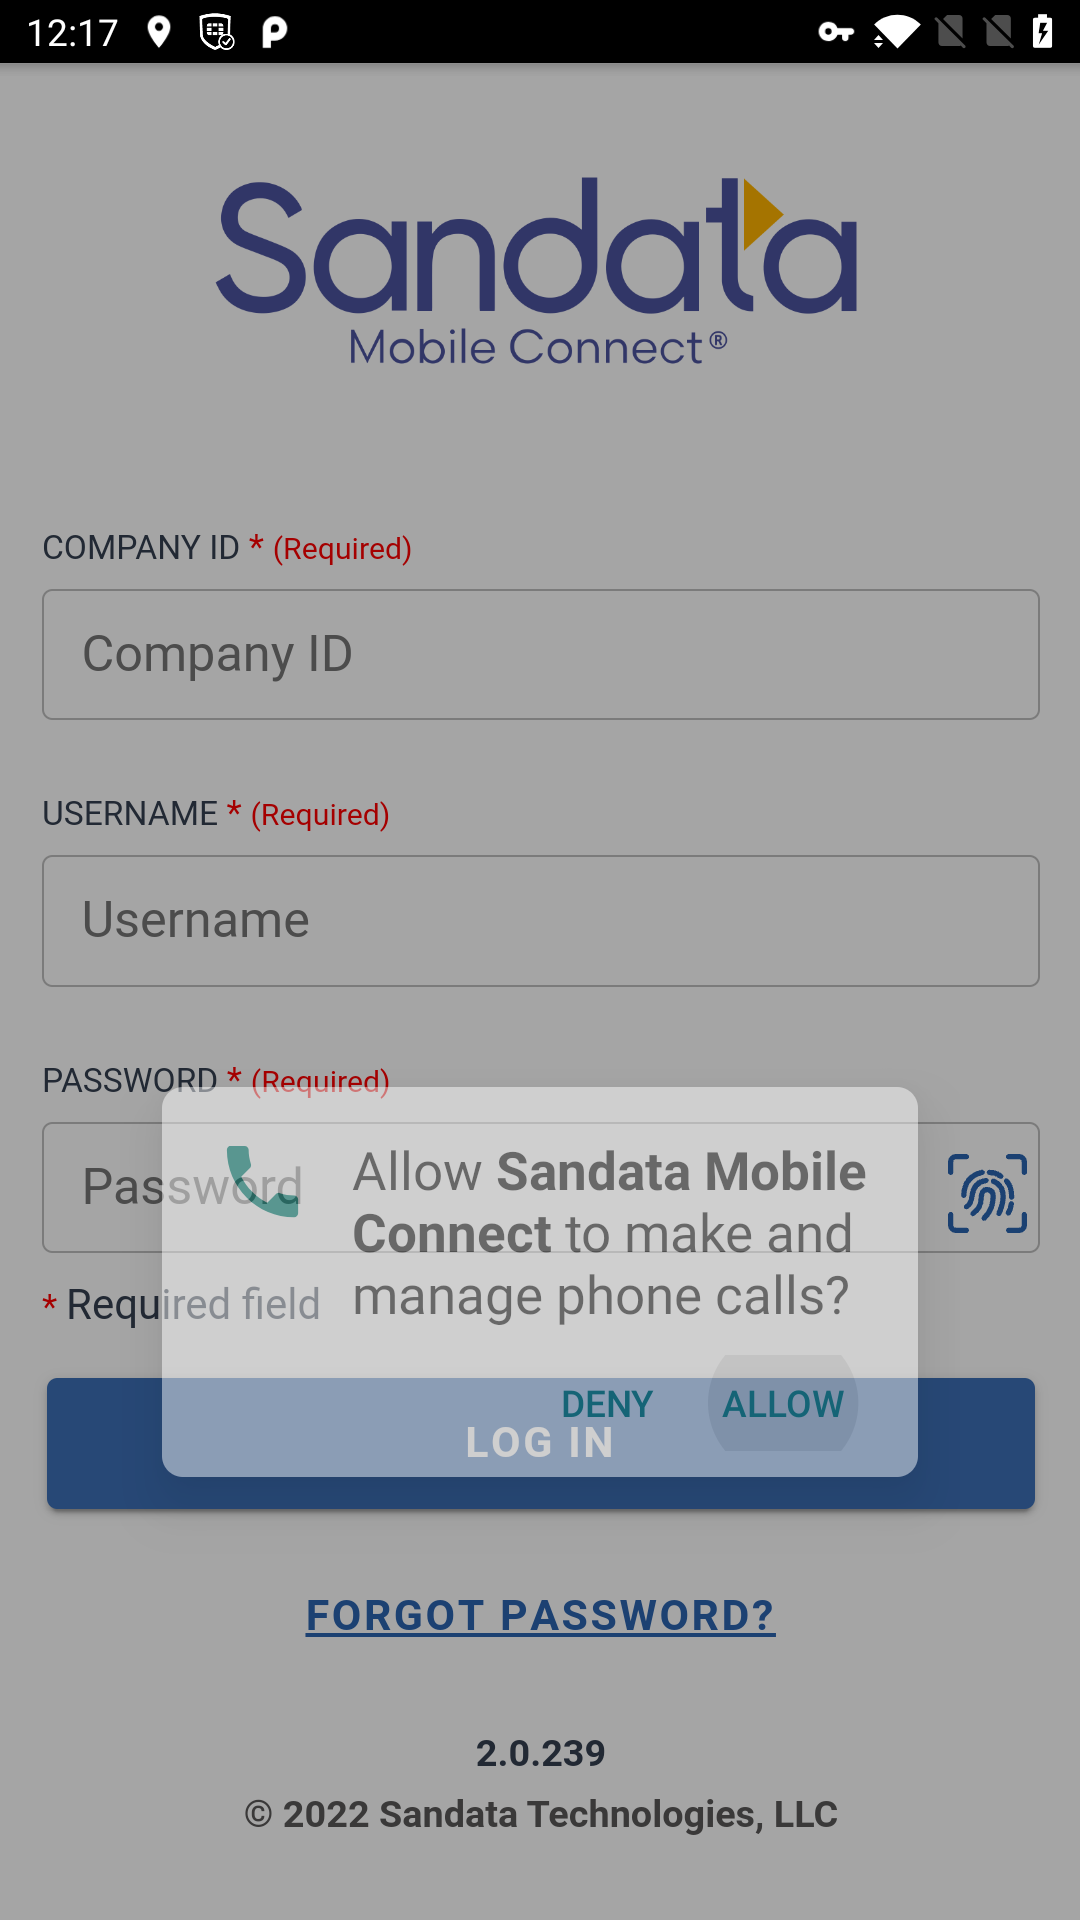 12:17
Sandata
Mobile Connect®
COMPANY ID * (Required)
Company ID
USERNAME * (Required)
Username
PASSWORD * (Required)
Password
* Required field
Allow Sandata Mobile
Connect to make and
manage phone calls?
DENY ALLOW
LOG IN
FORGOT PASSWORD?
2.0.239
© 2022 Sandata Technologies, LLC